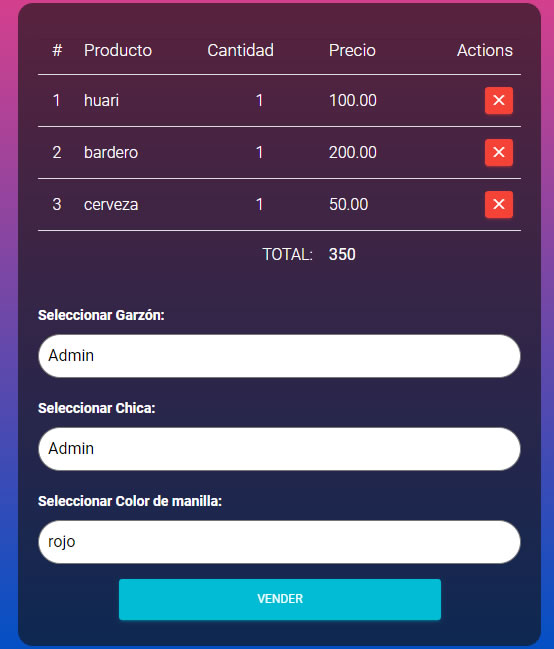 # Producto Cantidad Precio Actions
1 huari 1 100.00 ✕
2 bardero 1 200.00 ✕
3 cerveza 1 50.00 ✕
TOTAL: 350
Seleccionar Garzón:
Admin
Seleccionar Chica:
Admin
Seleccionar Color de manilla:
rojo
VENDER